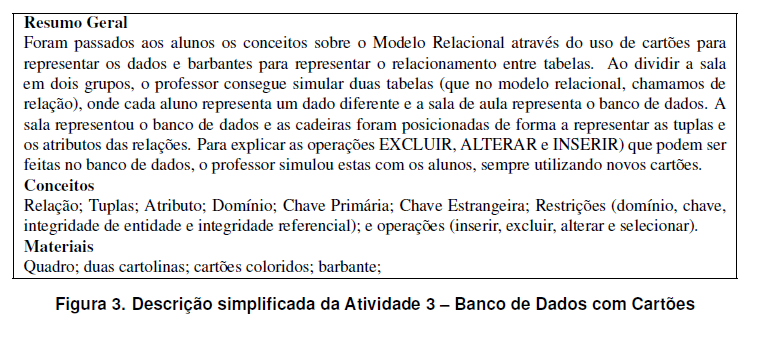 Resumo Geral
Foram passados aos alunos os conceitos sobre o Modelo Relacional através do uso de cartões para
representar os dados e barbantes para representar o relacionamento entre tabelas. Ao dividir a sala
em dois grupos, o professor consegue simular duas tabelas (que no modelo relacional, chamamos de
relação), onde cada aluno representa um dado diferente e a sala de aula representa o banco de dados. A
sala representou o banco de dados e as cadeiras foram posicionadas de forma a representar as tuplas e
os atributos das relações. Para explicar as operações EXCLUIR, ALTERAR e INSERIR) que podem ser
feitas no banco de dados, o professor simulou estas com os alunos, sempre utilizando novos cartões.
Conceitos
Relação; Tuplas; Atributo; Domínio; Chave Primária; Chave Estrangeira; Restrições (domínio, chave,
integridade de entidade e integridade referencial); e operações (inserir, excluir, alterar e selecionar).
Materiais
Quadro; duas cartolinas; cartões coloridos; barbante;
Figura 3. Descrição simplificada da Atividade 3 – Banco de Dados com Cartões